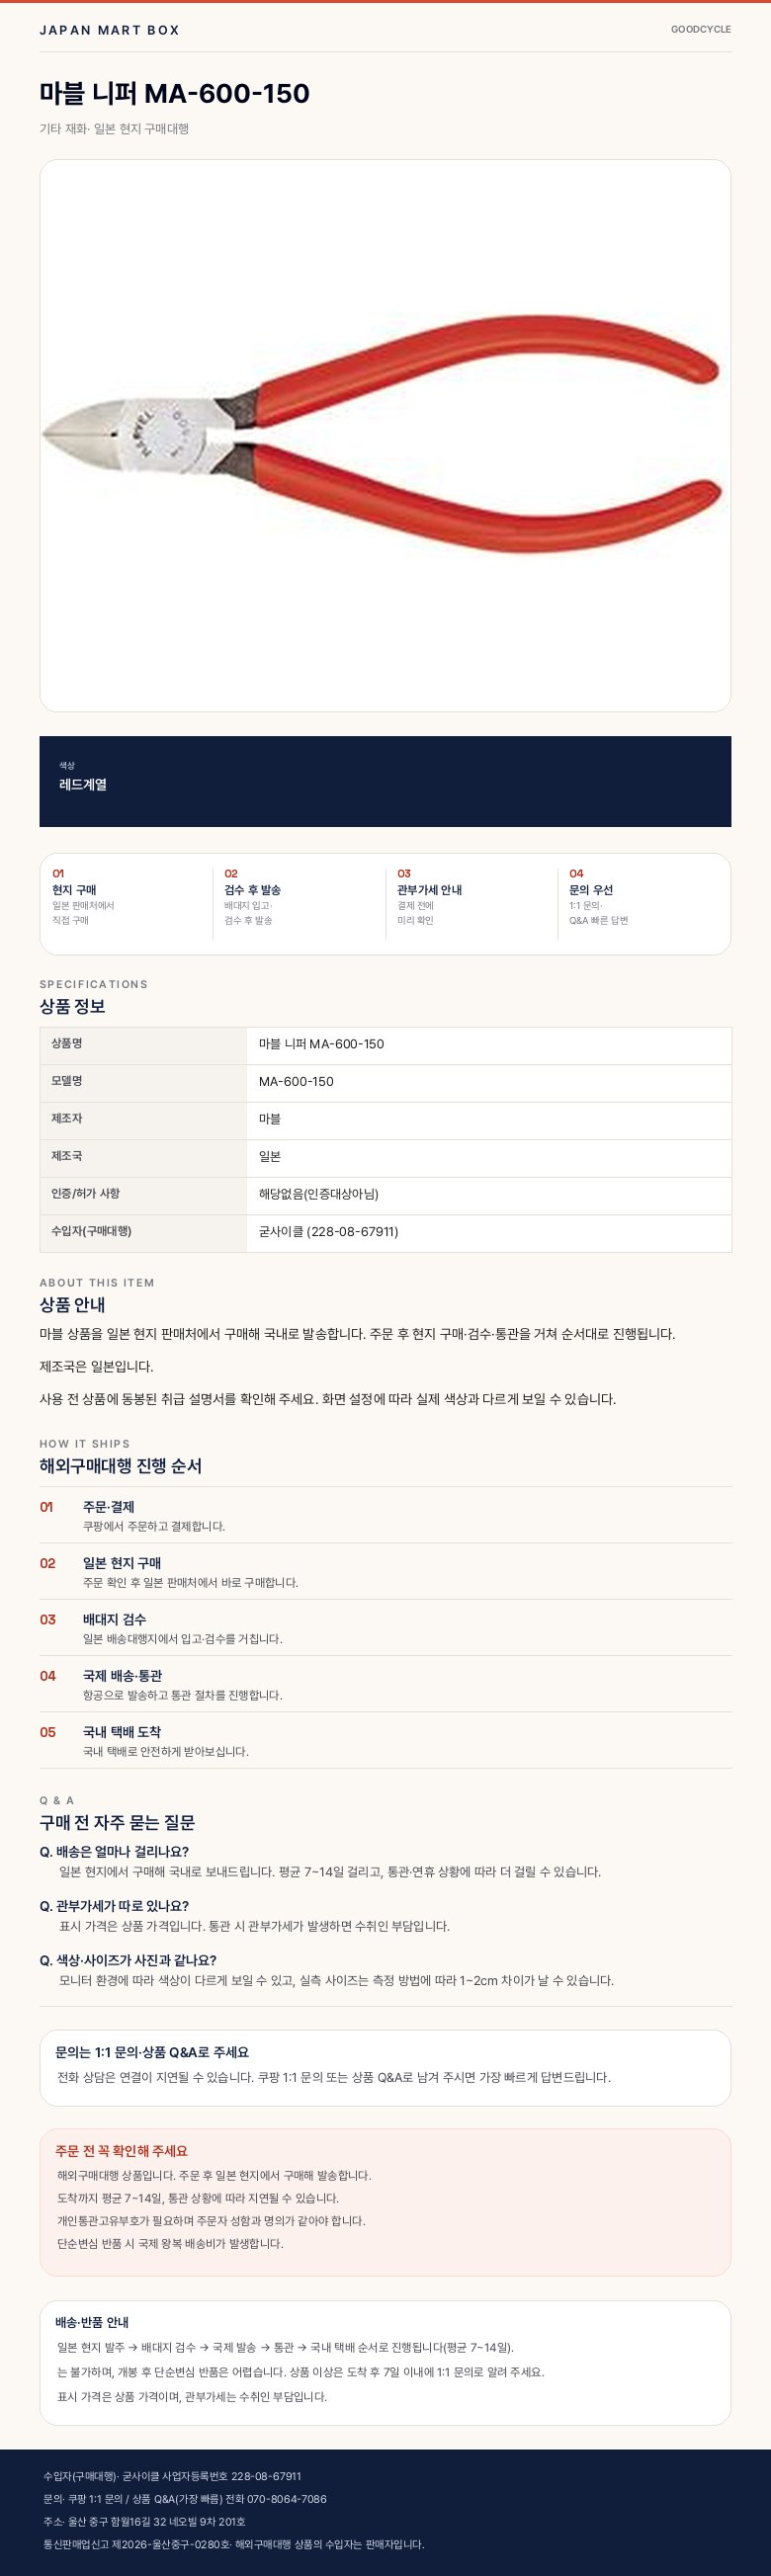 JAPAN MART BOX
GOODCYCLE
마블 니퍼 MA-600-150
기타 재화· 일본 현지 구매대행
MARVEL
색상
레드계열
01
현지 구매
일본 판매처에서
직접 구매
02
검수 후 발송
배대지 입고·
검수 후 발송
03
관부가세 안내
결제 전에
미리 확인
04
문의 우선
1:1 문의·
Q&A 빠른 답변
SPECIFICATIONS
상품 정보
상품명 마블 니퍼 MA-600-150
모델명 MA-600-150
제조자 마블
제조국 일본
인증/허가 사항 해당없음(인증대상아님)
수입자(구매대행) 굳사이클 (228-08-67911)
ABOUT THIS ITEM
상품 안내
마블 상품을 일본 현지 판매처에서 구매해 국내로 발송합니다. 주문 후 현지 구매·검수·통관을 거쳐 순서대로 진행됩니다.
제조국은 일본입니다.
사용 전 상품에 동봉된 취급 설명서를 확인해 주세요. 화면 설정에 따라 실제 색상과 다르게 보일 수 있습니다.
HOW IT SHIPS
해외구매대행 진행 순서
01 주문·결제
쿠팡에서 주문하고 결제합니다.
02 일본 현지 구매
주문 확인 후 일본 판매처에서 바로 구매합니다.
03 배대지 검수
일본 배송대행지에서 입고·검수를 거칩니다.
04 국제 배송·통관
항공으로 발송하고 통관 절차를 진행합니다.
05 국내 택배 도착
국내 택배로 안전하게 받아보십니다.
Q & A
구매 전 자주 묻는 질문
Q. 배송은 얼마나 걸리나요?
일본 현지에서 구매해 국내로 보내드립니다. 평균 7~14일 걸리고, 통관·연휴 상황에 따라 더 걸릴 수 있습니다.
Q. 관부가세가 따로 있나요?
표시 가격은 상품 가격입니다. 통관 시 관부가세가 발생하면 수취인 부담입니다.
Q. 색상·사이즈가 사진과 같나요?
모니터 환경에 따라 색상이 다르게 보일 수 있고, 실측 사이즈는 측정 방법에 따라 1~2cm 차이가 날 수 있습니다.
문의는 1:1 문의·상품 Q&A로 주세요
전화 상담은 연결이 지연될 수 있습니다. 쿠팡 1:1 문의 또는 상품 Q&A로 남겨 주시면 가장 빠르게 답변드립니다.
주문 전 꼭 확인해 주세요
해외구매대행 상품입니다. 주문 후 일본 현지에서 구매해 발송합니다.
도착까지 평균 7~14일, 통관 상황에 따라 지연될 수 있습니다.
개인통관고유부호가 필요하며 주문자 성함과 명의가 같아야 합니다.
단순변심 반품 시 국제 왕복 배송비가 발생합니다.
배송·반품 안내
일본 현지 발주 → 배대지 검수 → 국제 발송 → 통관 → 국내 택배 순서로 진행됩니다(평균 7~14일).
는 불가하며, 개봉 후 단순변심 반품은 어렵습니다. 상품 이상은 도착 후 7일 이내에 1:1 문의로 알려 주세요.
표시 가격은 상품 가격이며, 관부가세는 수취인 부담입니다.
수입자(구매대행)· 굳사이클 사업자등록번호 228-08-67911
문의· 쿠팡 1:1 문의 / 상품 Q&A(가장 빠름) 전화 070-8064-7086
주소· 울산 중구 함월16길 32 네오빌 9차 201호
통신판매업신고 제2026-울산중구-0280호· 해외구매대행 상품의 수입자는 판매자입니다.